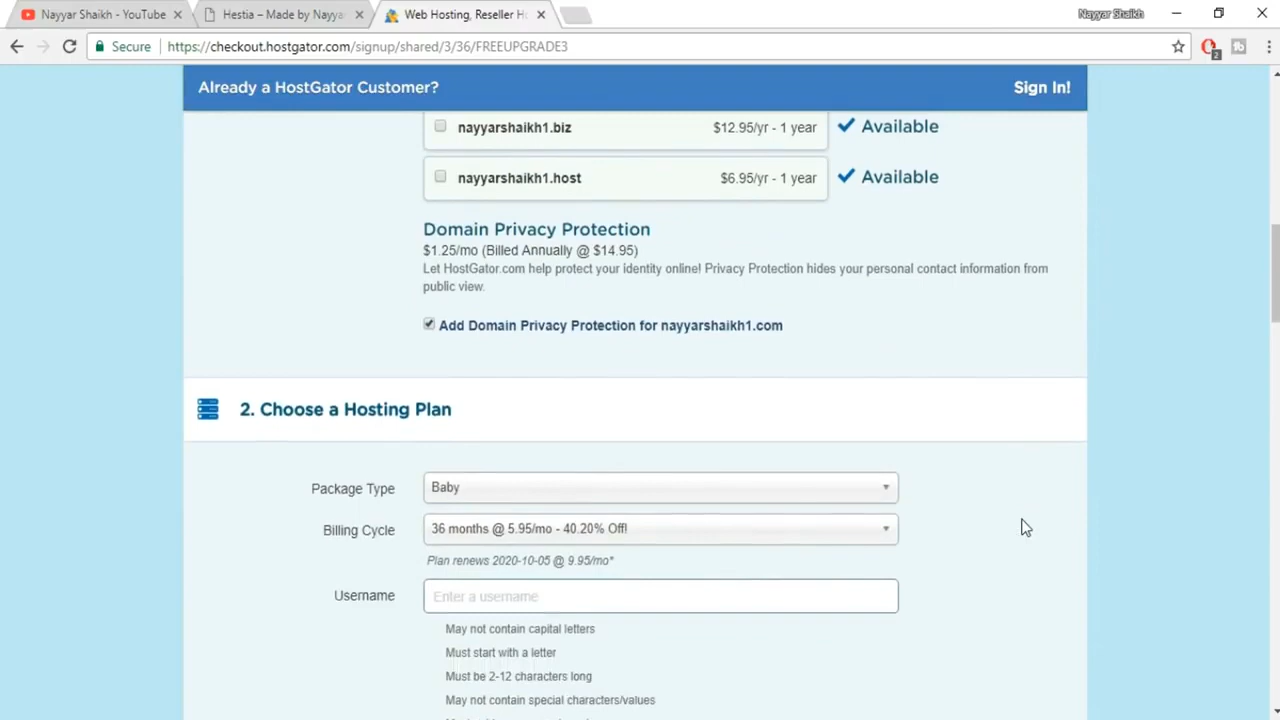 Nayyar Shaikh - YouTube
Hestia – Made by Nayya
Web Hosting, Reseller Ho
Nayyar Shaikh
Secure
https://checkout.hostgator.com/signup/shared/3/36/FREEUPGRADE3
2
Already a HostGator Customer?
Sign In!
nayyarshaikh1.biz $12.95/yr - 1 year Available
nayyarshaikh1.host $6.95/yr - 1 year Available
Domain Privacy Protection
$1.25/mo (Billed Annually @ $14.95)
Let HostGator.com help protect your identity online! Privacy Protection hides your personal contact information from
public view.
Add Domain Privacy Protection for nayyarshaikh1.com
2. Choose a Hosting Plan
Package Type Baby
Billing Cycle 36 months @ 5.95/mo - 40.20% Off!
Plan renews 2020-10-05 @ 9.95/mo*
Username Enter a username
May not contain capital letters
Must start with a letter
Must be 2-12 characters long
May not contain special characters/values